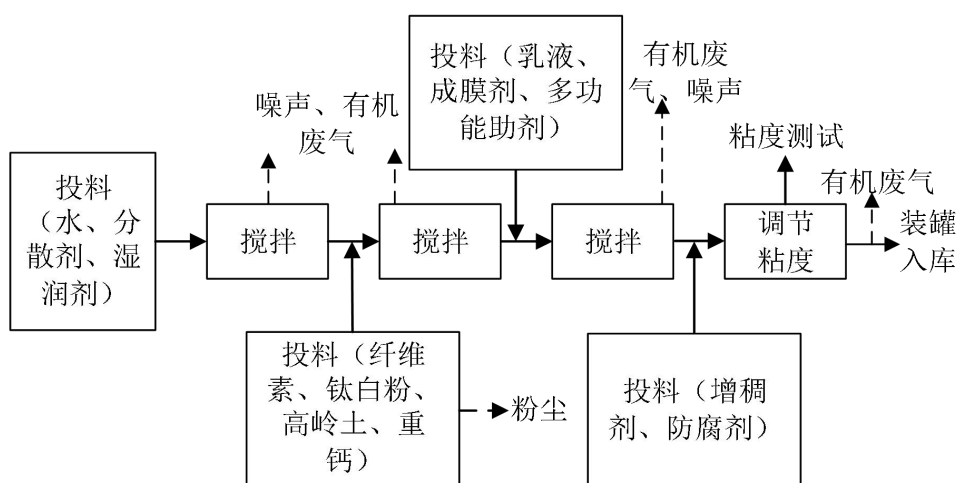 投料
（水、分
散剂、湿
润剂）
噪声、有机
废气
搅拌
投料（纤维
素、钛白粉、
高岭土、重
钙）
粉尘
搅拌
投料（乳液、
成膜剂、多功
能助剂）
搅拌
有机废
气、噪声
投料（增稠
剂、防腐剂）
调节
粘度
粘度测试
有机废气
装罐
入库